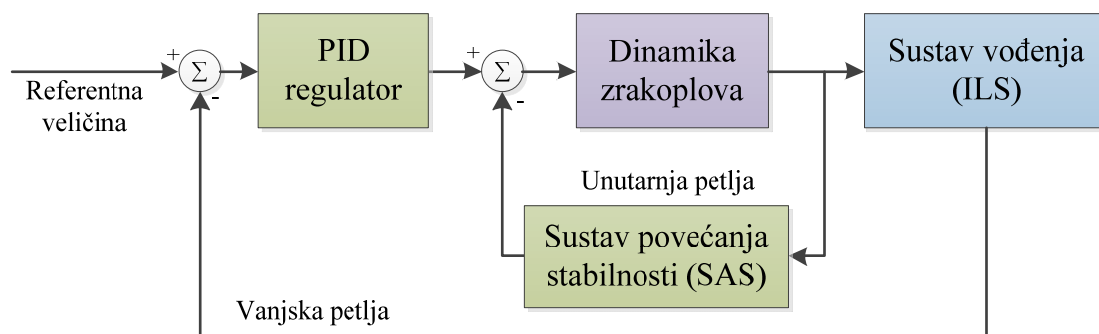 +
Σ
-
Referentna
veličina
PID
regulator
+
Σ
-
Dinamika
zrakoplova
Sustav vođenja
(ILS)
Unutarnja petlja
Sustav povećanja
stabilnosti (SAS)
Vanjska petlja